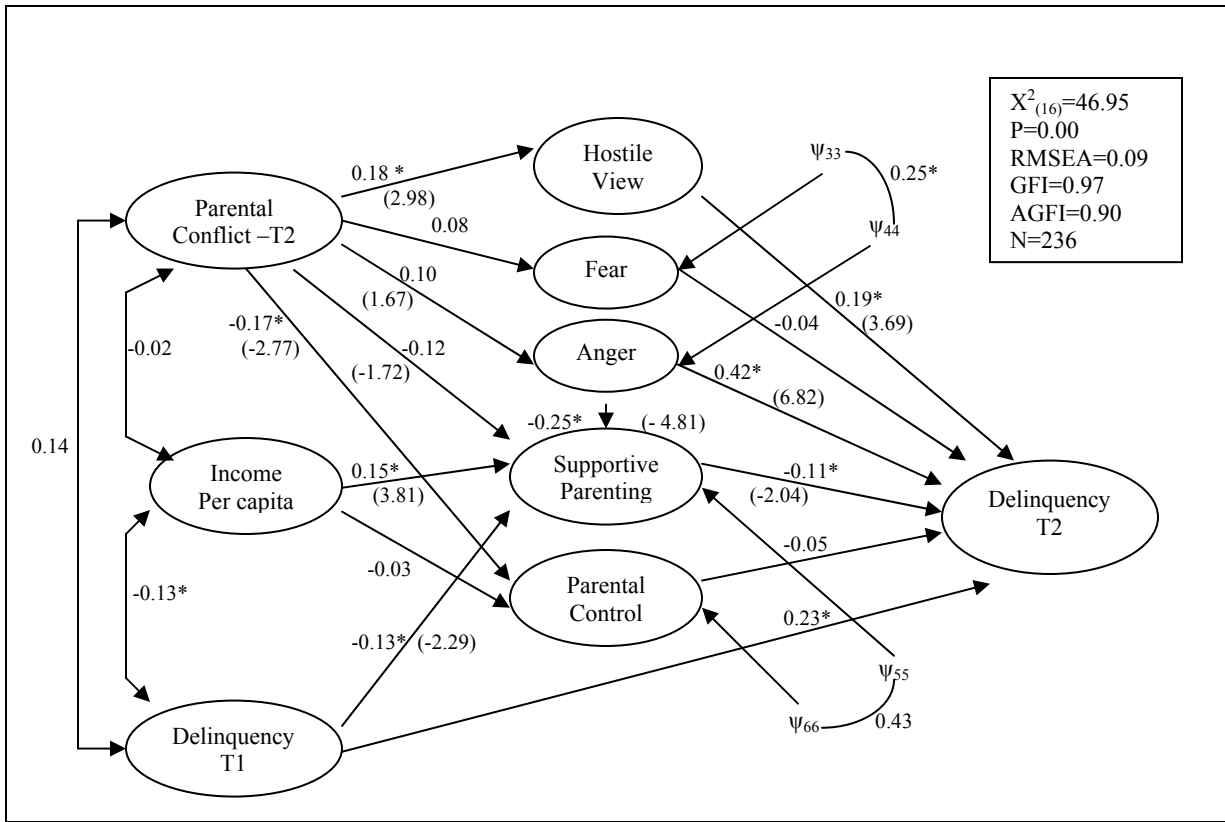 X²₍₁₆₎=46.95
P=0.00
RMSEA=0.09
GFI=0.97
AGFI=0.90
N=236
Hostile
View
ψ₃₃
0.25*
ψ₄₄
0.18 *
(2.98)
Parental
Conflict –T2
0.08
Fear
0.10
(1.67)
0.19*
(3.69)
-0.04
-0.17*
(-2.77)
-0.12
(-1.72)
Anger
0.42*
(6.82)
-0.02
-0.25*
(- 4.81)
0.14
Income
Per capita
0.15*
(3.81)
Supportive
Parenting
-0.11*
(-2.04)
Delinquency
T2
-0.03
-0.05
Parental
Control
-0.13*
-0.13*
(-2.29)
0.23*
ψ₅₅
ψ₆₆
0.43
Delinquency
T1